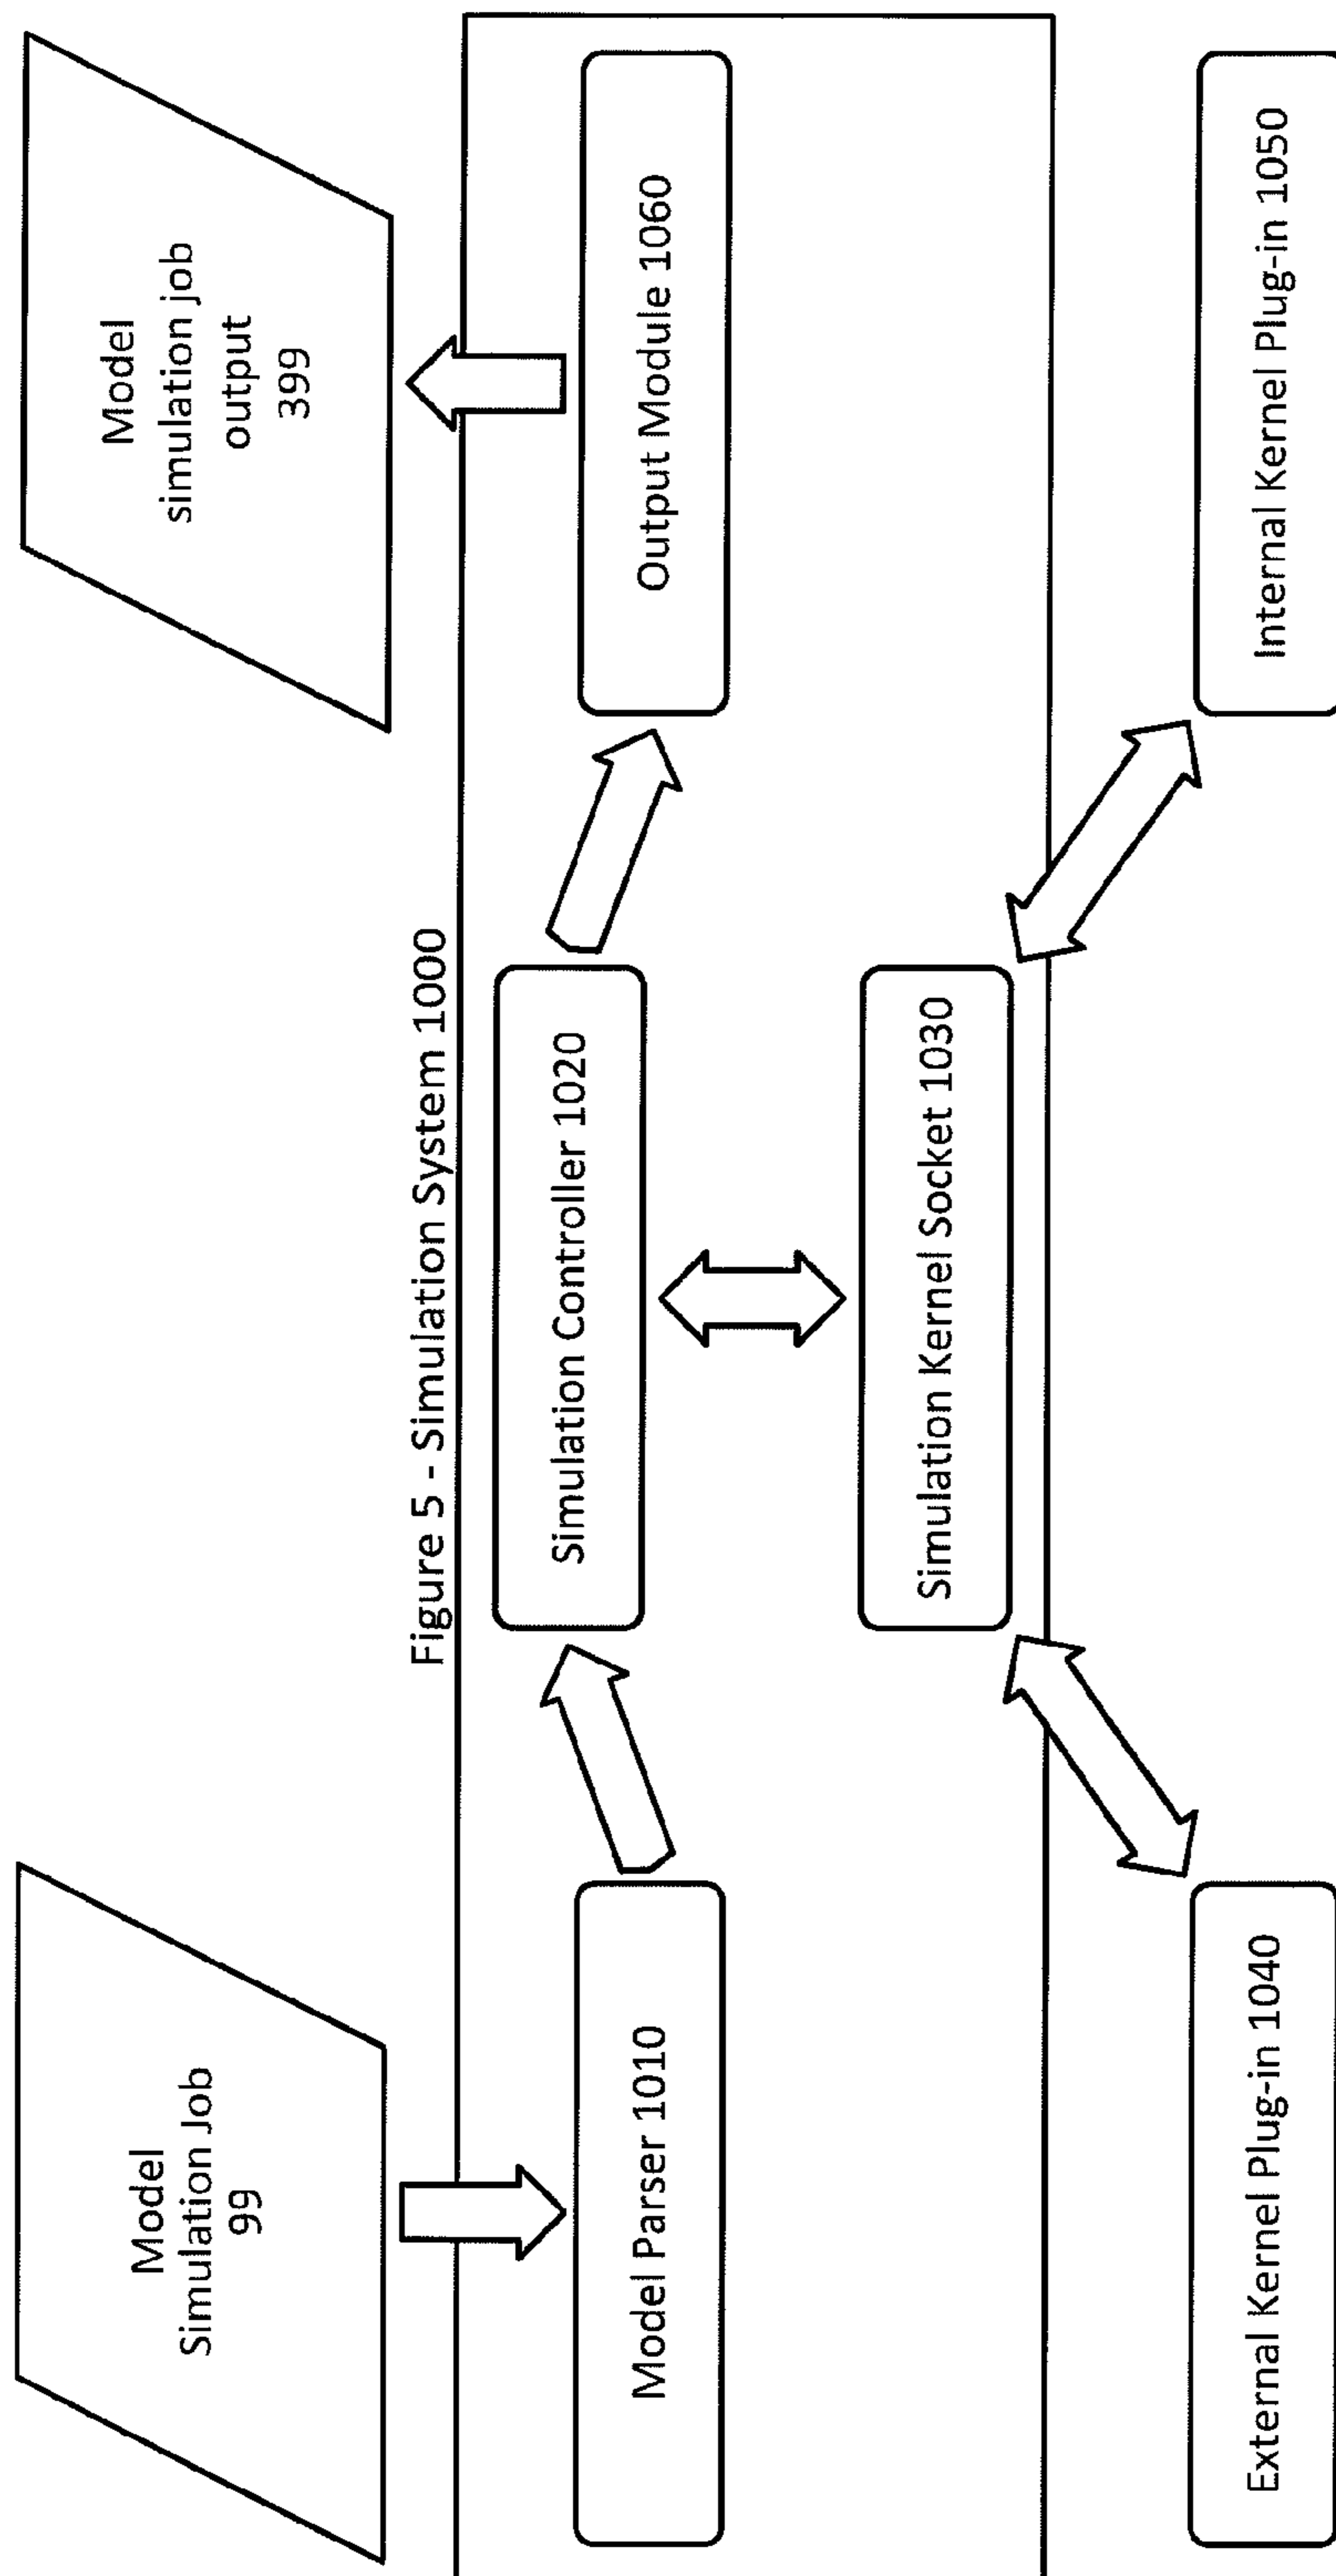 Model
Simulation Job
99
Model
simulation job
output
399
Figure 5 - Simulation System 1000
Model Parser 1010
Simulation Controller 1020
Output Module 1060
Simulation Kernel Socket 1030
External Kernel Plug-in 1040
Internal Kernel Plug-in 1050